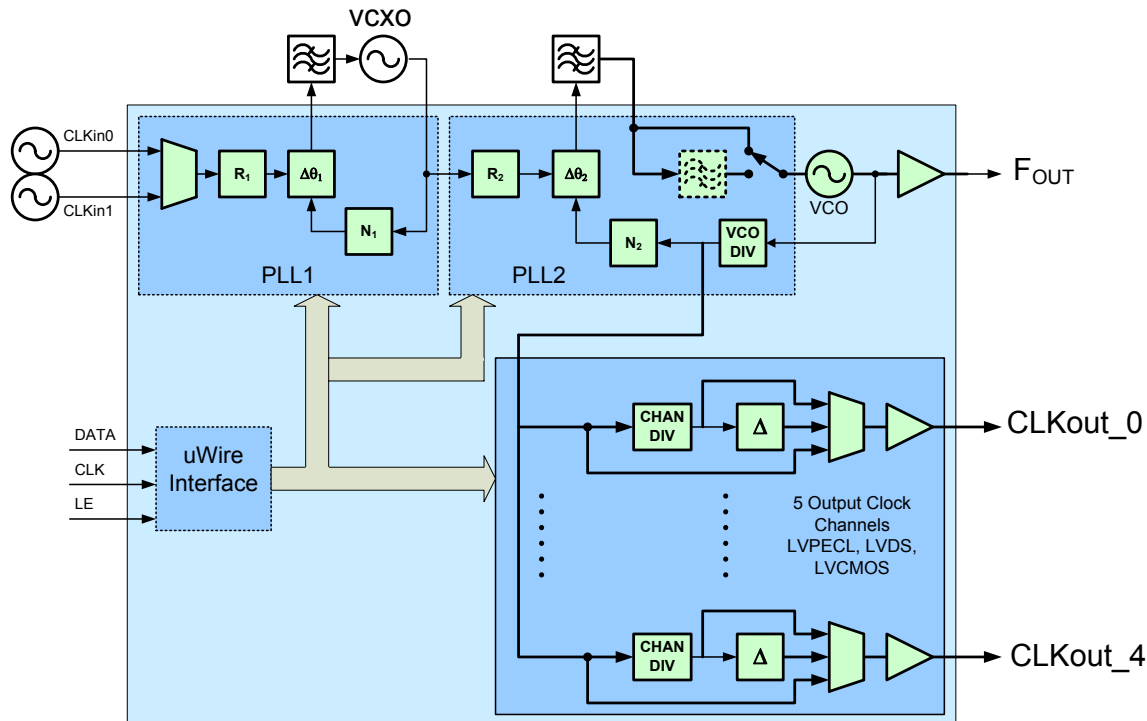 VCXO
CLKin0
CLKin1
R1
Δθ1
N1
PLL1
R2
Δθ2
N2
VCO
DIV
VCO
PLL2
FOUT
DATA
CLK
LE
uWire
Interface
CHAN
DIV
Δ
CLKout_0
5 Output Clock
Channels
LVPECL, LVDS,
LVCMOS
CHAN
DIV
Δ
CLKout_4